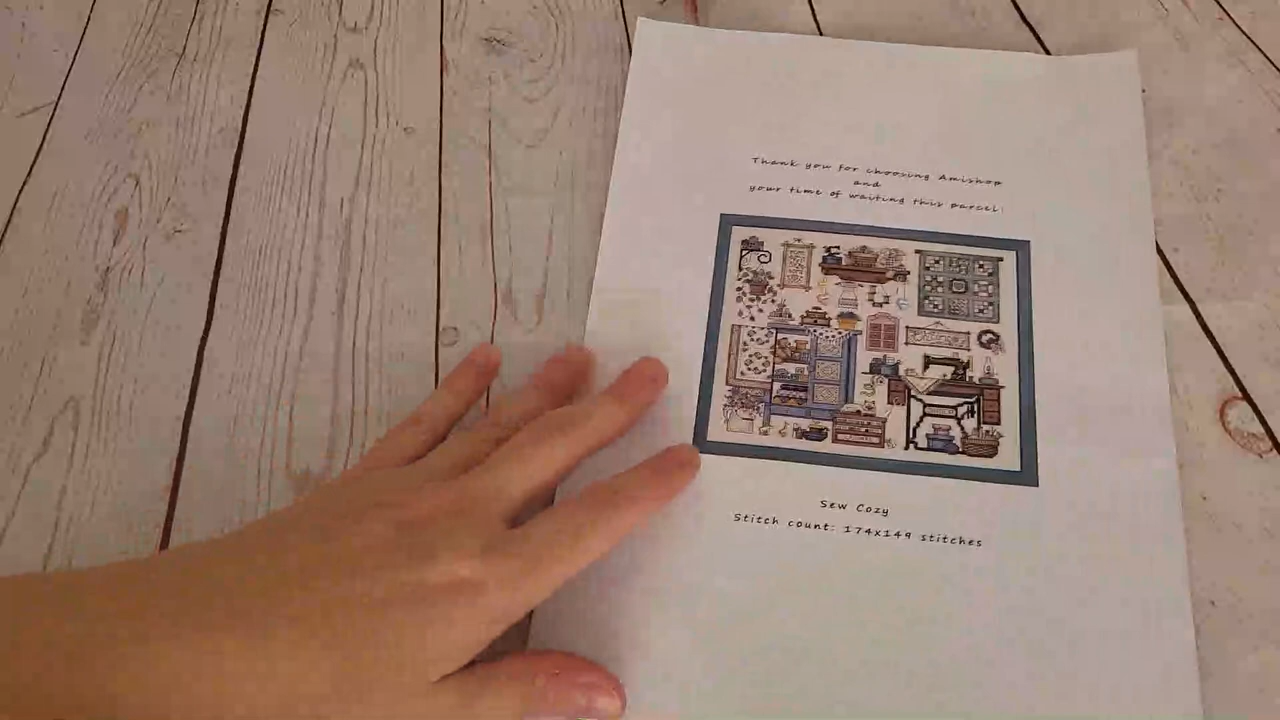 Thank you for choosing Amishop
and
your time of waiting this parcel!
Sew Cozy
Stitch count: 174x149 stitches